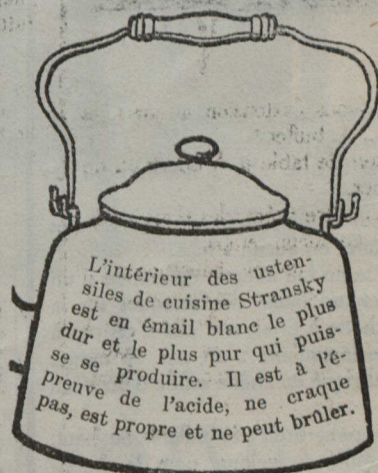 L'intérieur des usten-
siles de cuisine Stransky
est en émail blanc le plus
dur et le plus pur qui puis-
se se produire. Il est à l'é-
preuve de l'acide, ne craque
pas, est propre et ne peut brûler.